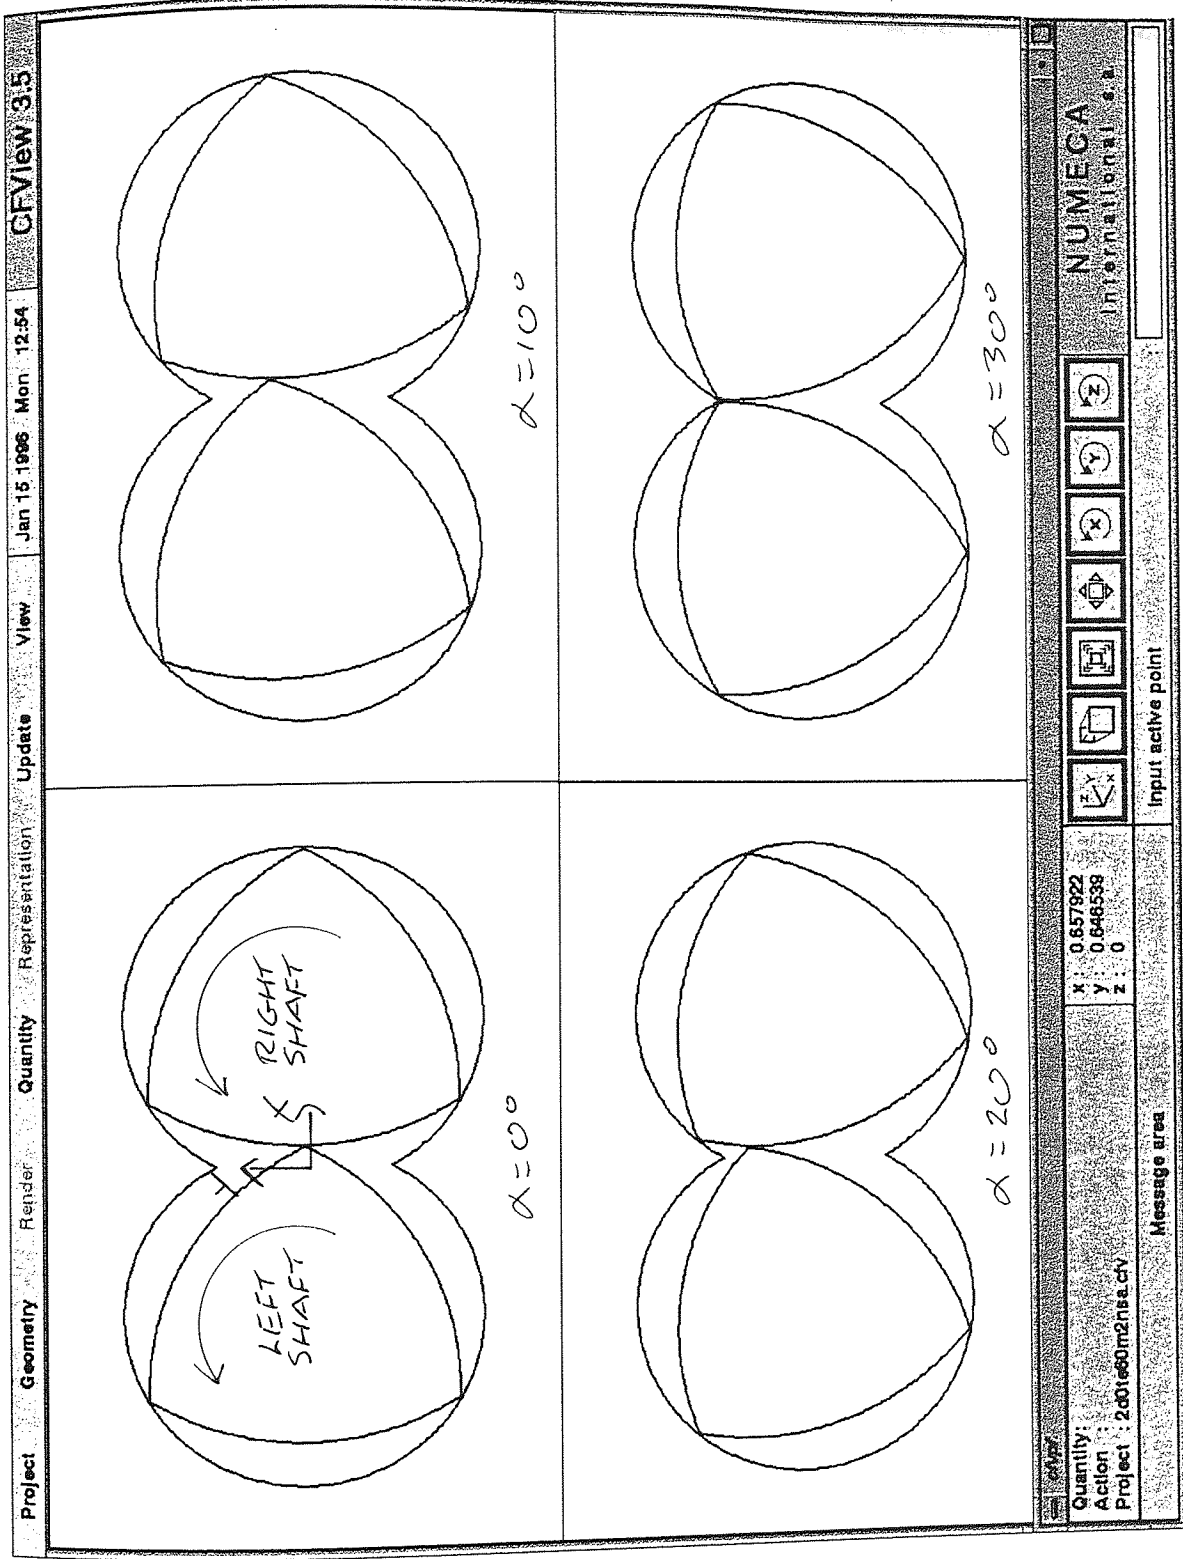 Project Geometry Render Quantity Representation Update View Jan 15 1996 Mon 12:54 CFView 3.5
LEFT
SHAFT
RIGHT
SHAFT
Y
X
α=0°
α=10°
α=20°
α=30°
cfvpr
Quantity:
Action :
Project : 2d01e60m2nsa.cfv
x : 0.657922
y : 0.646539
z : 0
Z Y X
X
Y
Z
NUMECA
International s.a.
Message area
Input active point :